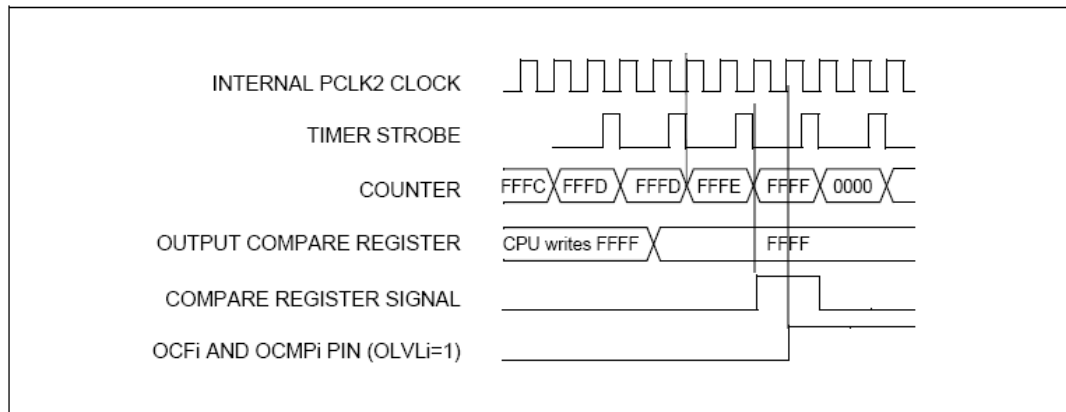 INTERNAL PCLK2 CLOCK
TIMER STROBE
COUNTER FFFC FFFD FFFD FFFE FFFF 0000
OUTPUT COMPARE REGISTER CPU writes FFFF FFFF
COMPARE REGISTER SIGNAL
OCFi AND OCMPi PIN (OLVLi=1)